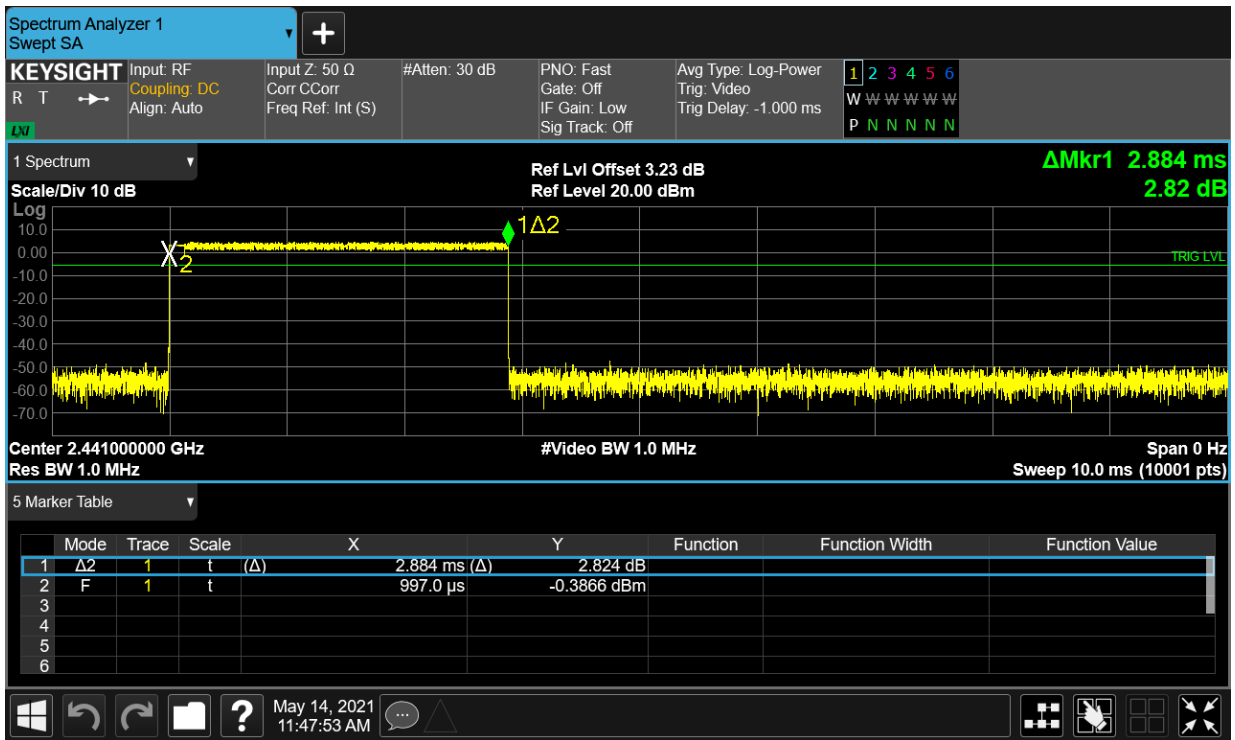 Spectrum Analyzer 1
Swept SA
KEYSIGHT
R T
LXI
Input: RF
Coupling: DC
Align: Auto
Input Z: 50 Ω
Corr CCorr
Freq Ref: Int (S)
#Atten: 30 dB
PNO: Fast
Gate: Off
IF Gain: Low
Sig Track: Off
Avg Type: Log-Power
Trig: Video
Trig Delay: -1.000 ms
1 2 3 4 5 6
W W W W W W
P N N N N N
1 Spectrum
Scale/Div 10 dB
Log
Ref Lvl Offset 3.23 dB
Ref Level 20.00 dBm
ΔMkr1 2.884 ms
2.82 dB
10.0
0.00
-10.0
-20.0
-30.0
-40.0
-50.0
-60.0
-70.0
1Δ2
2
TRIG LVL
Center 2.441000000 GHz
Res BW 1.0 MHz
#Video BW 1.0 MHz
Span 0 Hz
Sweep 10.0 ms (10001 pts)
5 Marker Table
Mode Trace Scale X Y Function Function Width Function Value
1 Δ2 1 t (Δ) 2.884 ms (Δ) 2.824 dB
2 F 1 t 997.0 µs -0.3866 dBm
3
4
5
6
?
May 14, 2021
11:47:53 AM